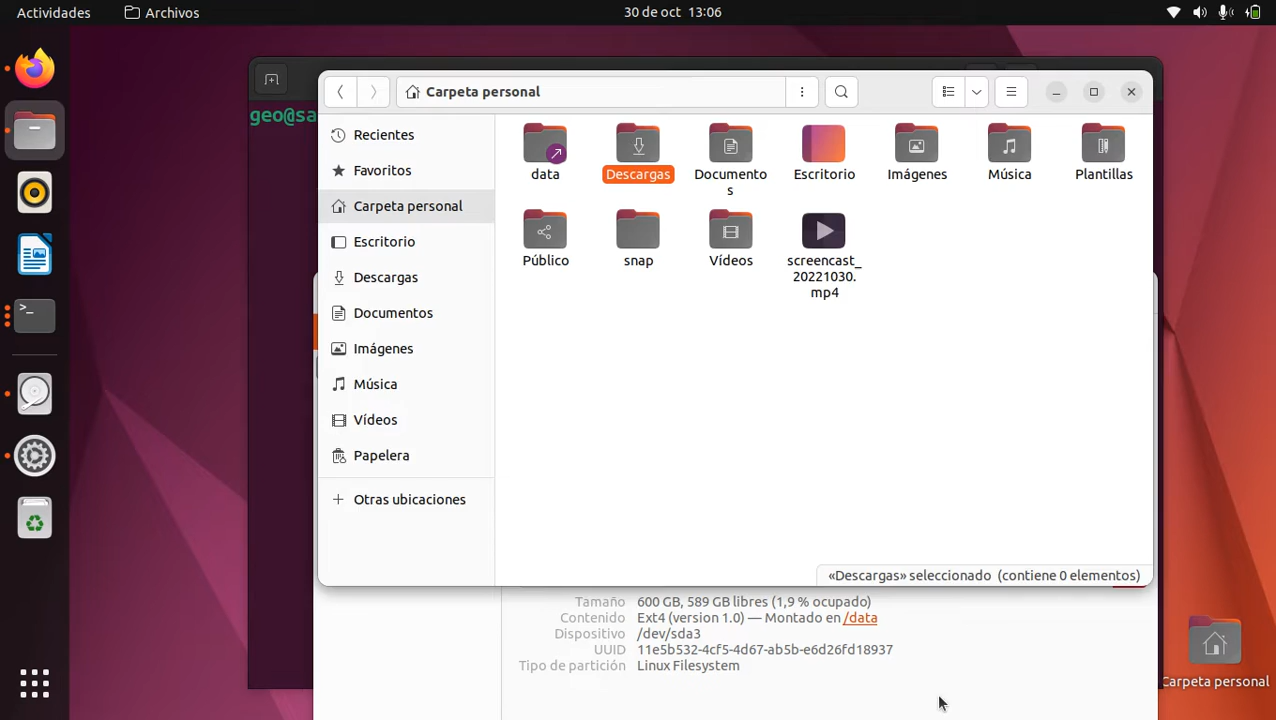 Actividades
Archivos
30 de oct 13:06
geo@sa
Carpeta personal
Recientes
Favoritos
Carpeta personal
Escritorio
Descargas
Documentos
Imágenes
Música
Vídeos
Papelera
Otras ubicaciones
data
Descargas
Documento
s
Escritorio
Imágenes
Música
Plantillas
Público
snap
Vídeos
screencast_
20221030.
mp4
«Descargas» seleccionado (contiene 0 elementos)
Tamaño 600 GB, 589 GB libres (1,9 % ocupado)
Contenido Ext4 (version 1.0) — Montado en /data
Dispositivo /dev/sda3
UUID 11e5b532-4cf5-4d67-ab5b-e6d26fd18937
Tipo de partición Linux Filesystem
Carpeta personal